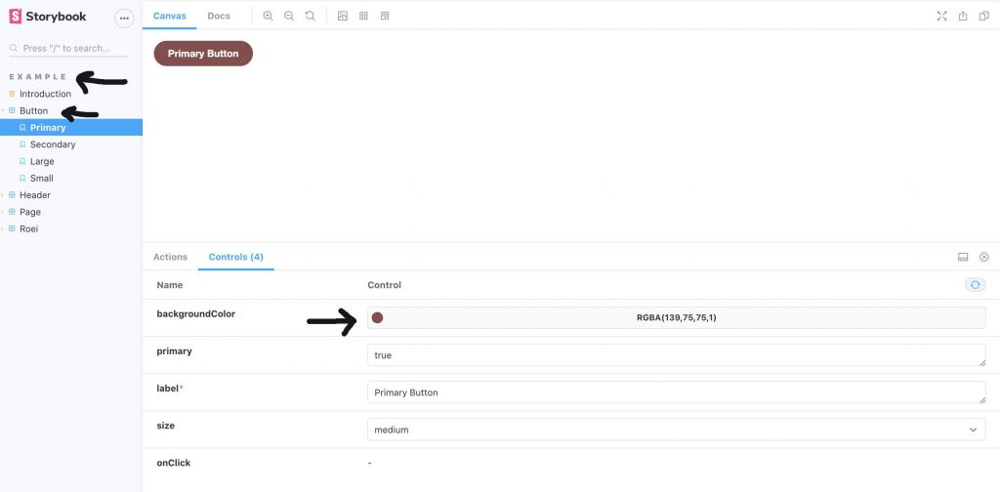 Storybook
Press "/" to search...
EXAMPLE
Introduction
Button
Primary
Secondary
Large
Small
Header
Page
Roei
Canvas
Docs
Primary Button
Actions
Controls (4)
Name
Control
backgroundColor
RGBA(139,75,75,1)
primary
true
label*
Primary Button
size
medium
onClick
-